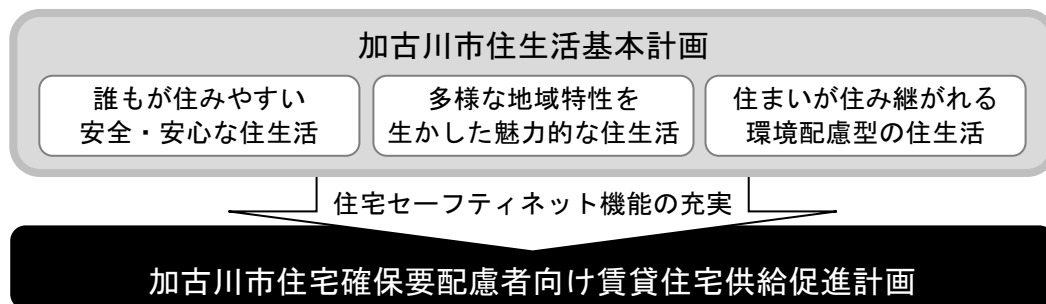 加古川市住生活基本計画
誰もが住みやすい
安全・安心な住生活
多様な地域特性を
生かした魅力的な住生活
住まいが住み継がれる
環境配慮型の住生活
住宅セーフティネット機能の充実
加古川市住宅確保要配慮者向け賃貸住宅供給促進計画